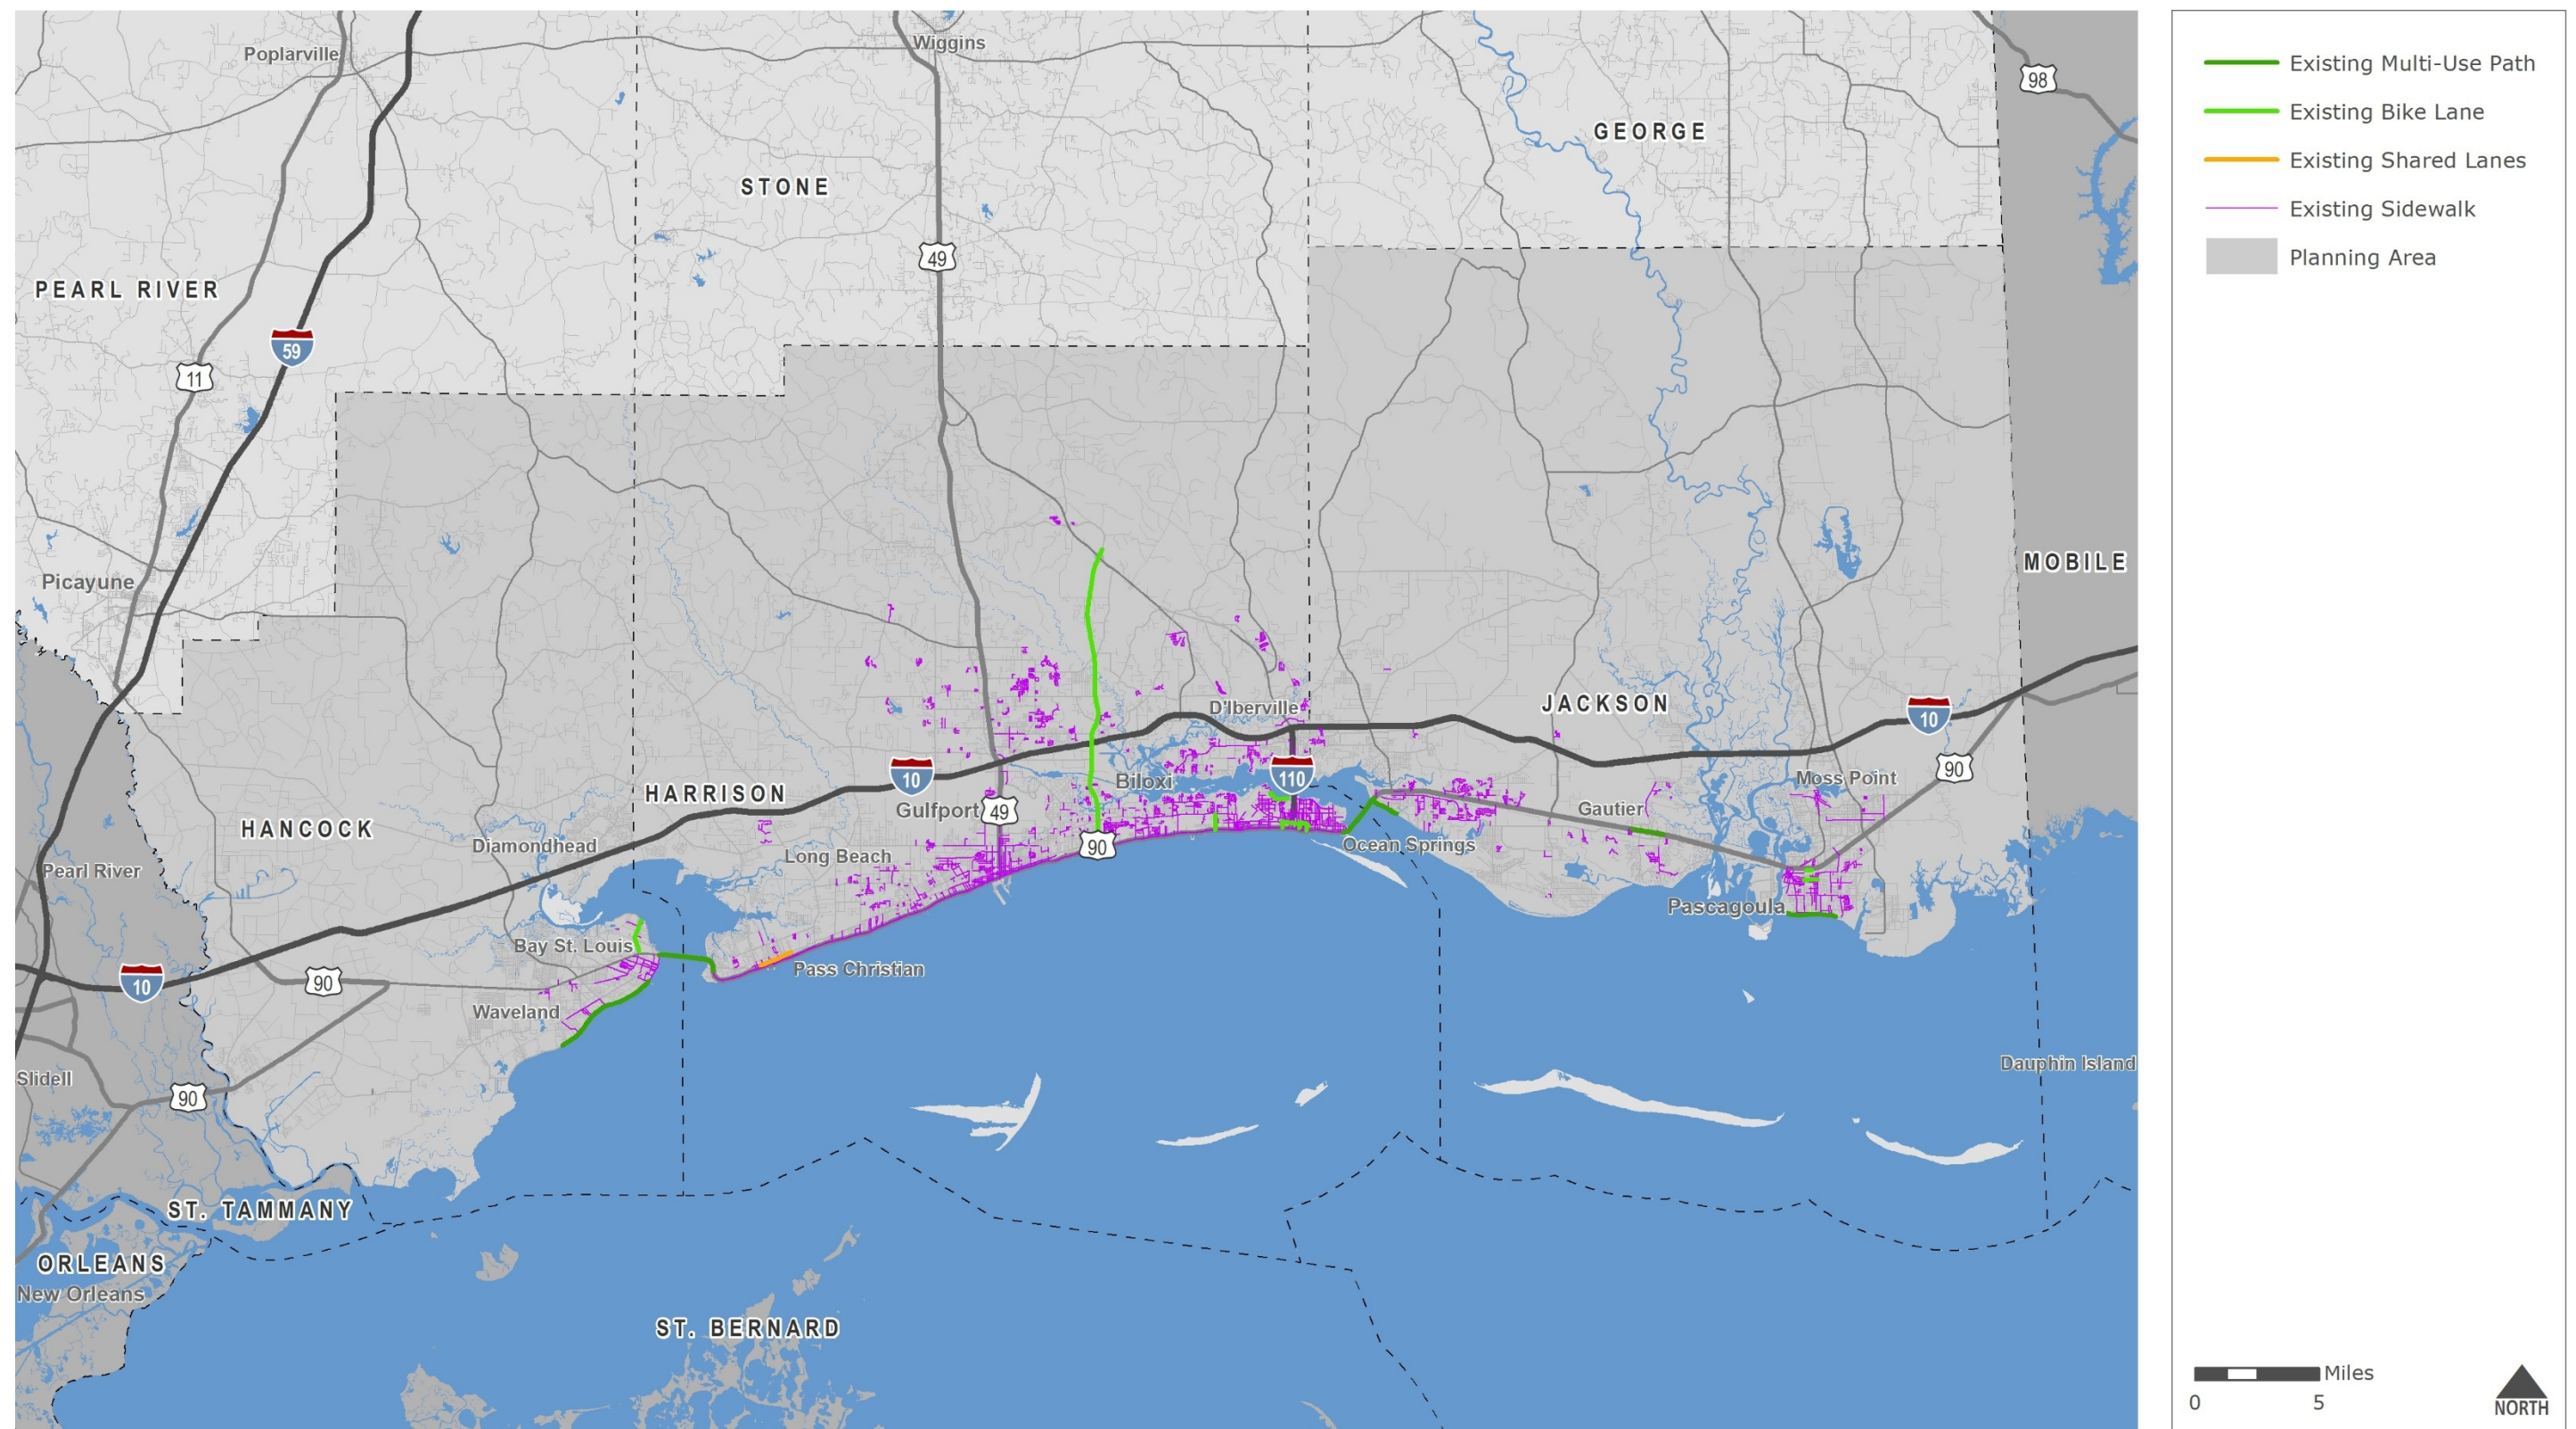 Poplarville
Wiggins
98
GEORGE
STONE
49
PEARL RIVER
59
11
MOBILE
Picayune
JACKSON
D'Iberville
10
90
10
110
Biloxi
Moss Point
HARRISON
Gulfport
49
Gautier
HANCOCK
Diamondhead
90
Ocean Springs
Long Beach
Pearl River
Pascagoula
Bay St. Louis
Pass Christian
10
90
Waveland
Dauphin Island
Slidell
90
ST. TAMMANY
ORLEANS
New Orleans
ST. BERNARD
Existing Multi-Use Path
Existing Bike Lane
Existing Shared Lanes
Existing Sidewalk
Planning Area
Miles
0 5
NORTH